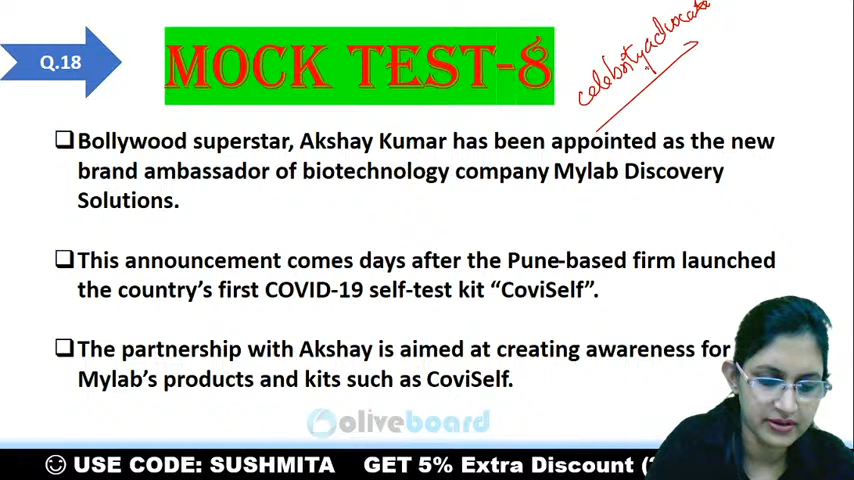 Q.18
MOCK TEST-8
celebrity advocate
❑Bollywood superstar, Akshay Kumar has been appointed as the new
brand ambassador of biotechnology company Mylab Discovery
Solutions.
❑This announcement comes days after the Pune-based firm launched
the country's first COVID-19 self-test kit “CoviSelf”.
❑The partnership with Akshay is aimed at creating awareness for
Mylab's products and kits such as CoviSelf.
oliveboard
USE CODE: SUSHMITA GET 5% Extra Discount (